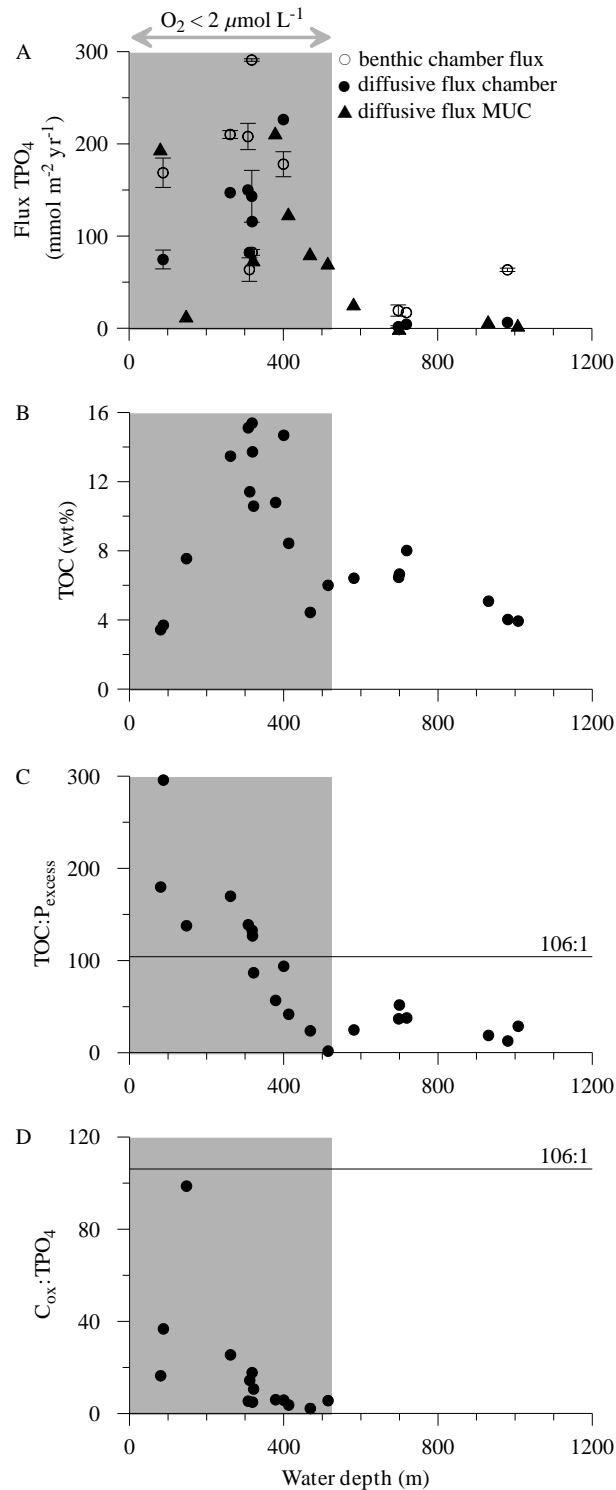 O2 < 2 µmol L-1
A
300
200
100
0
Flux TPO4
(mmol m-2 yr-1)
benthic chamber flux
diffusive flux chamber
diffusive flux MUC
0 400 800 1200
B
16
12
8
4
0
TOC (wt%)
0 400 800 1200
C
300
200
100
0
TOC:Pexcess
106:1
0 400 800 1200
D
120
80
40
0
Cox:TPO4
106:1
0 400 800 1200
Water depth (m)